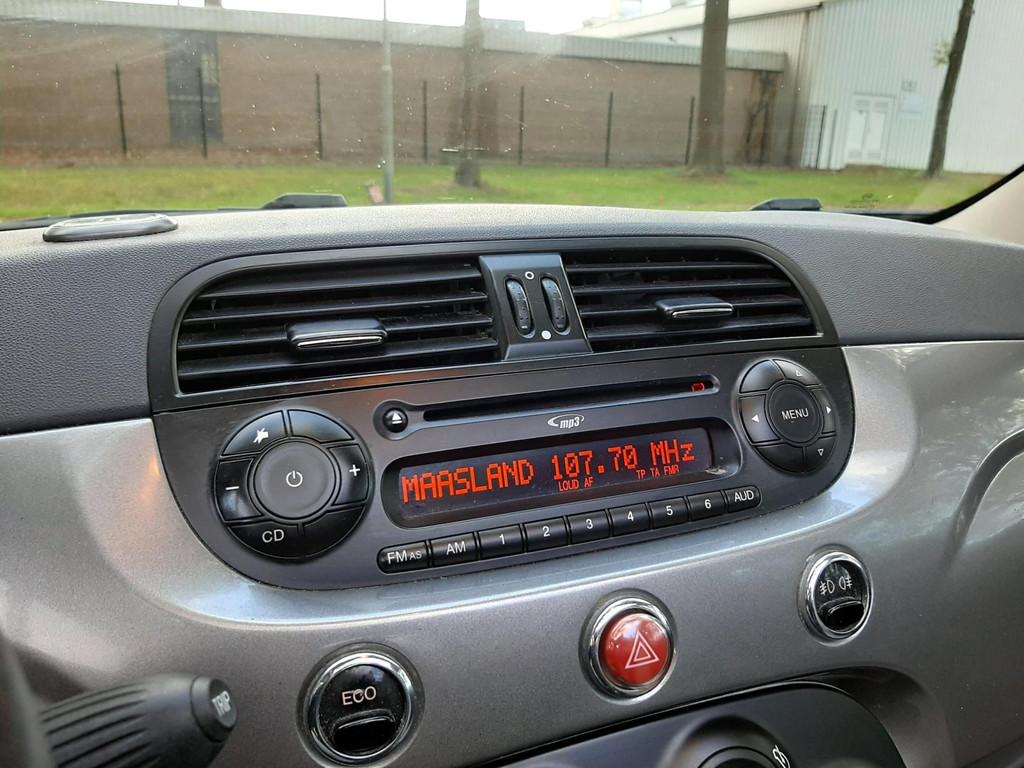 mp3
MENU
MAASLAND 107.70 MHz
LOUD AF TP TA FMR
CD
FM AS AM 1 2 3 4 5 6 AUD
ECO
TRIP